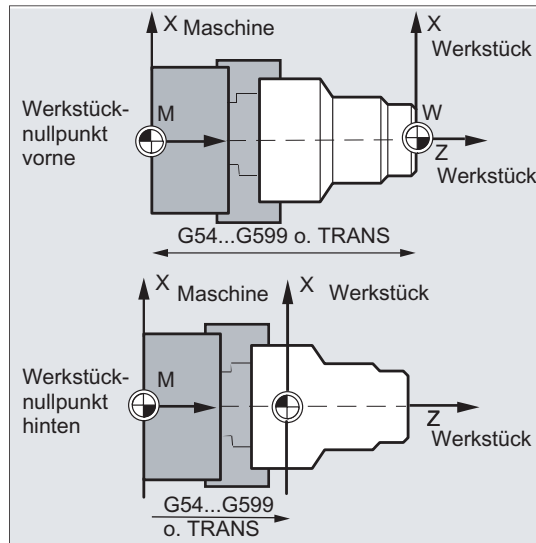 X Maschine
X
Werkstück
Werkstück-
nullpunkt
vorne
M
W
Z
Werkstück
G54...G599 o. TRANS
X Maschine
X Werkstück
Werkstück-
nullpunkt
hinten
M
Z
Werkstück
G54...G599
o. TRANS